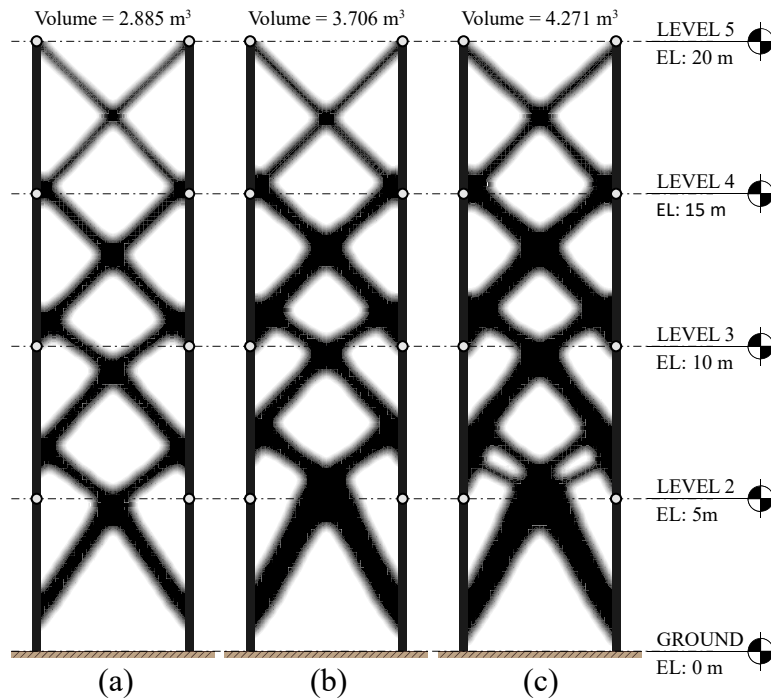 Volume = 2.885 m³
Volume = 3.706 m³
Volume = 4.271 m³
LEVEL 5
EL: 20 m
LEVEL 4
EL: 15 m
LEVEL 3
EL: 10 m
LEVEL 2
EL: 5m
GROUND
EL: 0 m
(a)
(b)
(c)